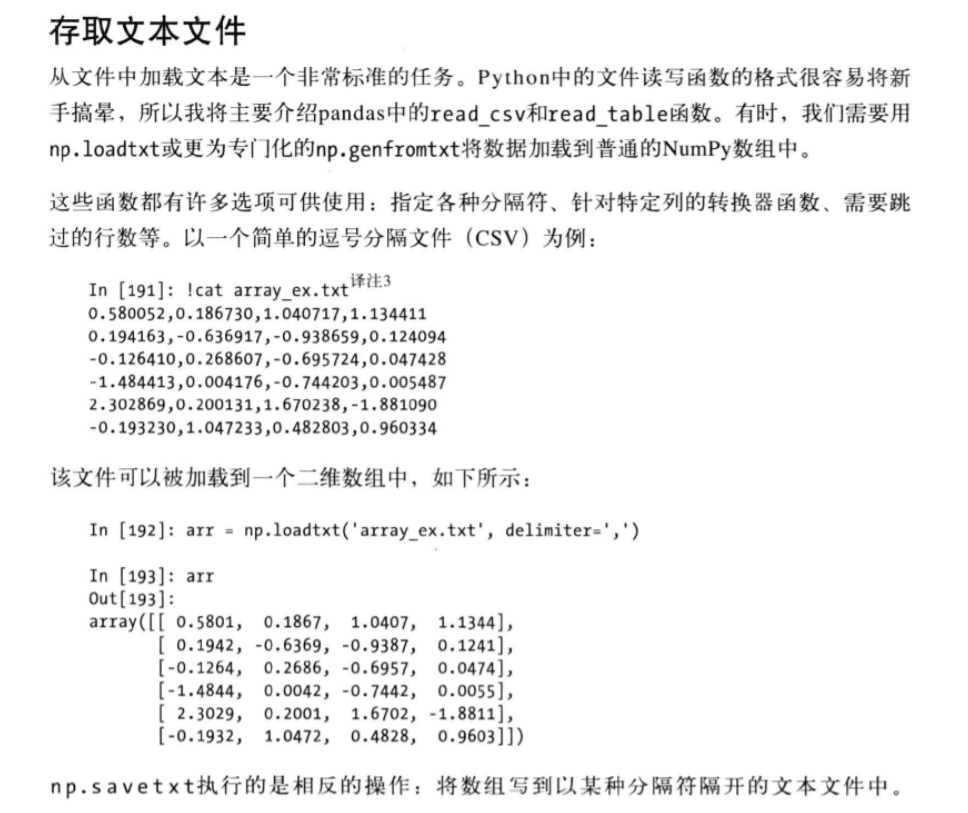 存取文本文件
从文件中加载文本是一个非常标准的任务。Python中的文件读写函数的格式很容易将新
手搞晕，所以我将主要介绍pandas中的read_csv和read_table函数。有时，我们需要用
np.loadtxt或更为专门化的np.genfromtxt将数据加载到普通的NumPy数组中。
这些函数都有许多选项可供使用：指定各种分隔符、针对特定列的转换器函数、需要跳
过的行数等。以一个简单的逗号分隔文件（CSV）为例：
In [191]: !cat array_ex.txt译注3
0.580052,0.186730,1.040717,1.134411
0.194163,-0.636917,-0.938659,0.124094
-0.126410,0.268607,-0.695724,0.047428
-1.484413,0.004176,-0.744203,0.005487
2.302869,0.200131,1.670238,-1.881090
-0.193230,1.047233,0.482803,0.960334
该文件可以被加载到一个二维数组中，如下所示：
In [192]: arr = np.loadtxt('array_ex.txt', delimiter=',')
In [193]: arr
Out[193]:
array([[ 0.5801,  0.1867,  1.0407,  1.1344],
       [ 0.1942, -0.6369, -0.9387,  0.1241],
       [-0.1264,  0.2686, -0.6957,  0.0474],
       [-1.4844,  0.0042, -0.7442,  0.0055],
       [ 2.3029,  0.2001,  1.6702, -1.8811],
       [-0.1932,  1.0472,  0.4828,  0.9603]])
np.savetxt执行的是相反的操作：将数组写到以某种分隔符隔开的文本文件中。